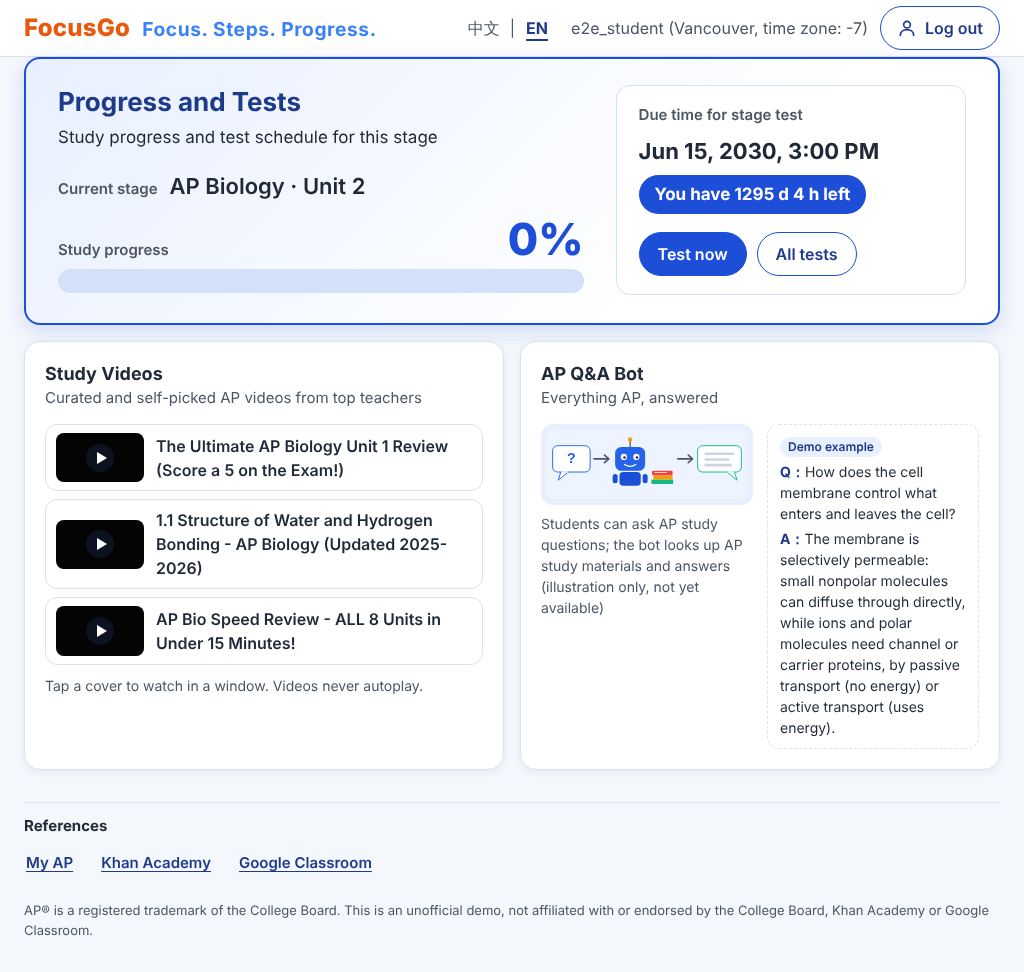 FocusGo Focus. Steps. Progress. 中文 | EN e2e_student (Vancouver, time zone: -7) Log out
Progress and Tests
Study progress and test schedule for this stage
Current stage AP Biology · Unit 2
Study progress 0%
Due time for stage test
Jun 15, 2030, 3:00 PM
You have 1295 d 4 h left
Test now All tests
Study Videos
Curated and self-picked AP videos from top teachers
The Ultimate AP Biology Unit 1 Review
(Score a 5 on the Exam!)
1.1 Structure of Water and Hydrogen
Bonding - AP Biology (Updated 2025-
2026)
AP Bio Speed Review - ALL 8 Units in
Under 15 Minutes!
Tap a cover to watch in a window. Videos never autoplay.
AP Q&A Bot
Everything AP, answered
?
Students can ask AP study
questions; the bot looks up AP
study materials and answers
(illustration only, not yet
available)
Demo example
Q : How does the cell
membrane control what
enters and leaves the cell?
A : The membrane is
selectively permeable:
small nonpolar molecules
can diffuse through directly,
while ions and polar
molecules need channel or
carrier proteins, by passive
transport (no energy) or
active transport (uses
energy).
References
My AP Khan Academy Google Classroom
AP® is a registered trademark of the College Board. This is an unofficial demo, not affiliated with or endorsed by the College Board, Khan Academy or Google
Classroom.